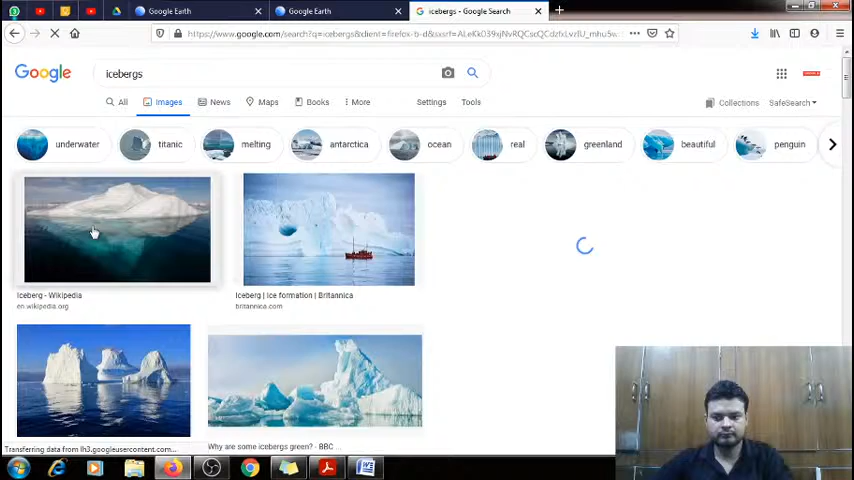 Google Earth
Google Earth
icebergs - Google Search
Google
icebergs
All
Images
News
Maps
Books
More
Settings
Tools
Collections
SafeSearch
underwater
titanic
melting
antarctica
ocean
real
greenland
beautiful
penguin
Iceberg - Wikipedia
en.wikipedia.org
Iceberg | Ice formation | Britannica
britannica.com
Why are some icebergs green? - BBC ...
Transferring data from lh3.googleusercontent.com...